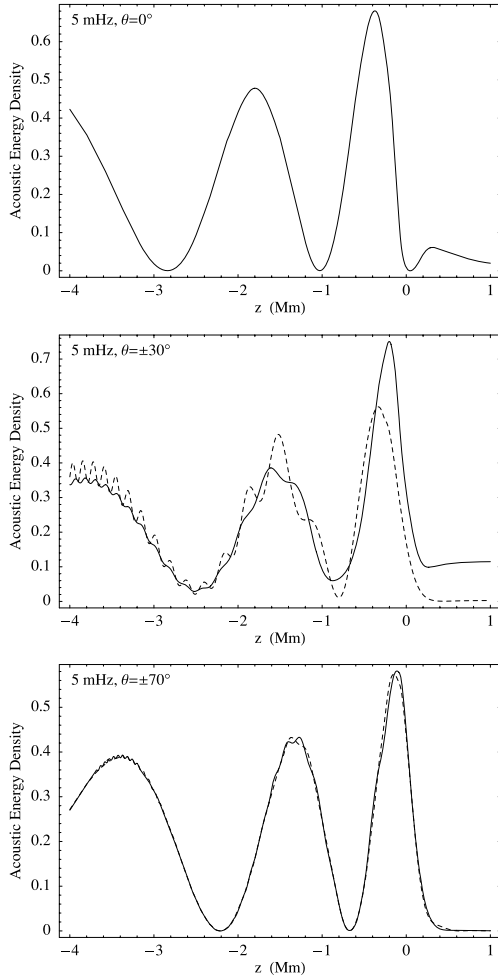 5 mHz, θ=0°
Acoustic Energy Density
0.6
0.5
0.4
0.3
0.2
0.1
0
−4 −3 −2 −1 0 1
z (Mm)
5 mHz, θ=±30°
Acoustic Energy Density
0.7
0.6
0.5
0.4
0.3
0.2
0.1
0
−4 −3 −2 −1 0 1
z (Mm)
5 mHz, θ=±70°
Acoustic Energy Density
0.5
0.4
0.3
0.2
0.1
0
−4 −3 −2 −1 0 1
z (Mm)